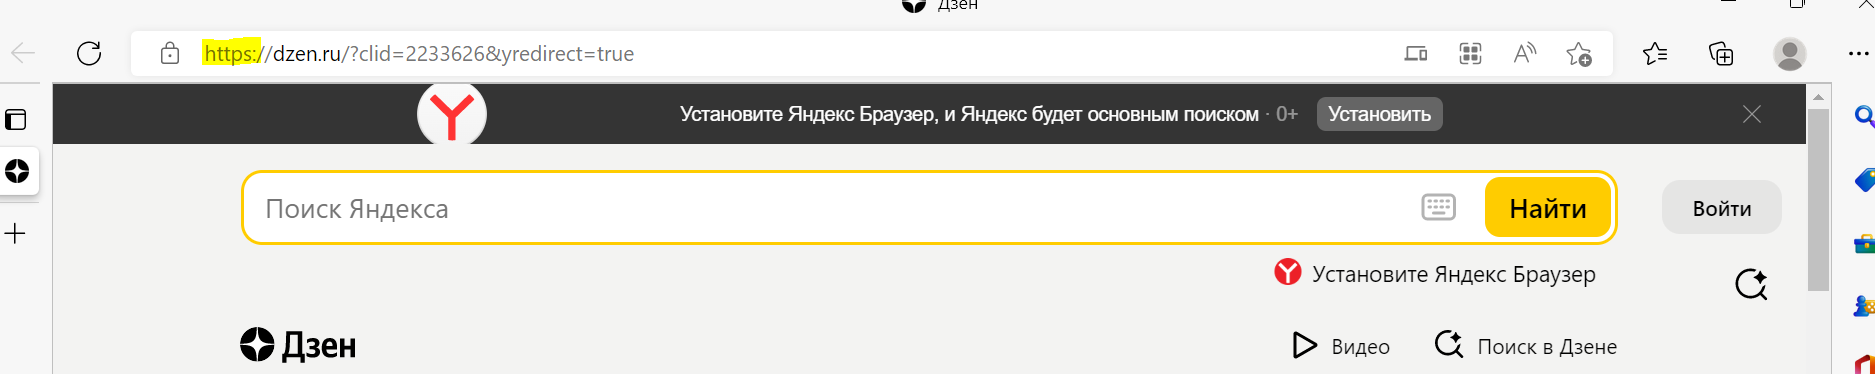 Дзен
https://dzen.ru/?clid=2233626&yredirect=true
Установите Яндекс Браузер, и Яндекс будет основным поиском · 0+ Установить
Поиск Яндекса Найти Войти
Установите Яндекс Браузер
Дзен Видео Поиск в Дзене